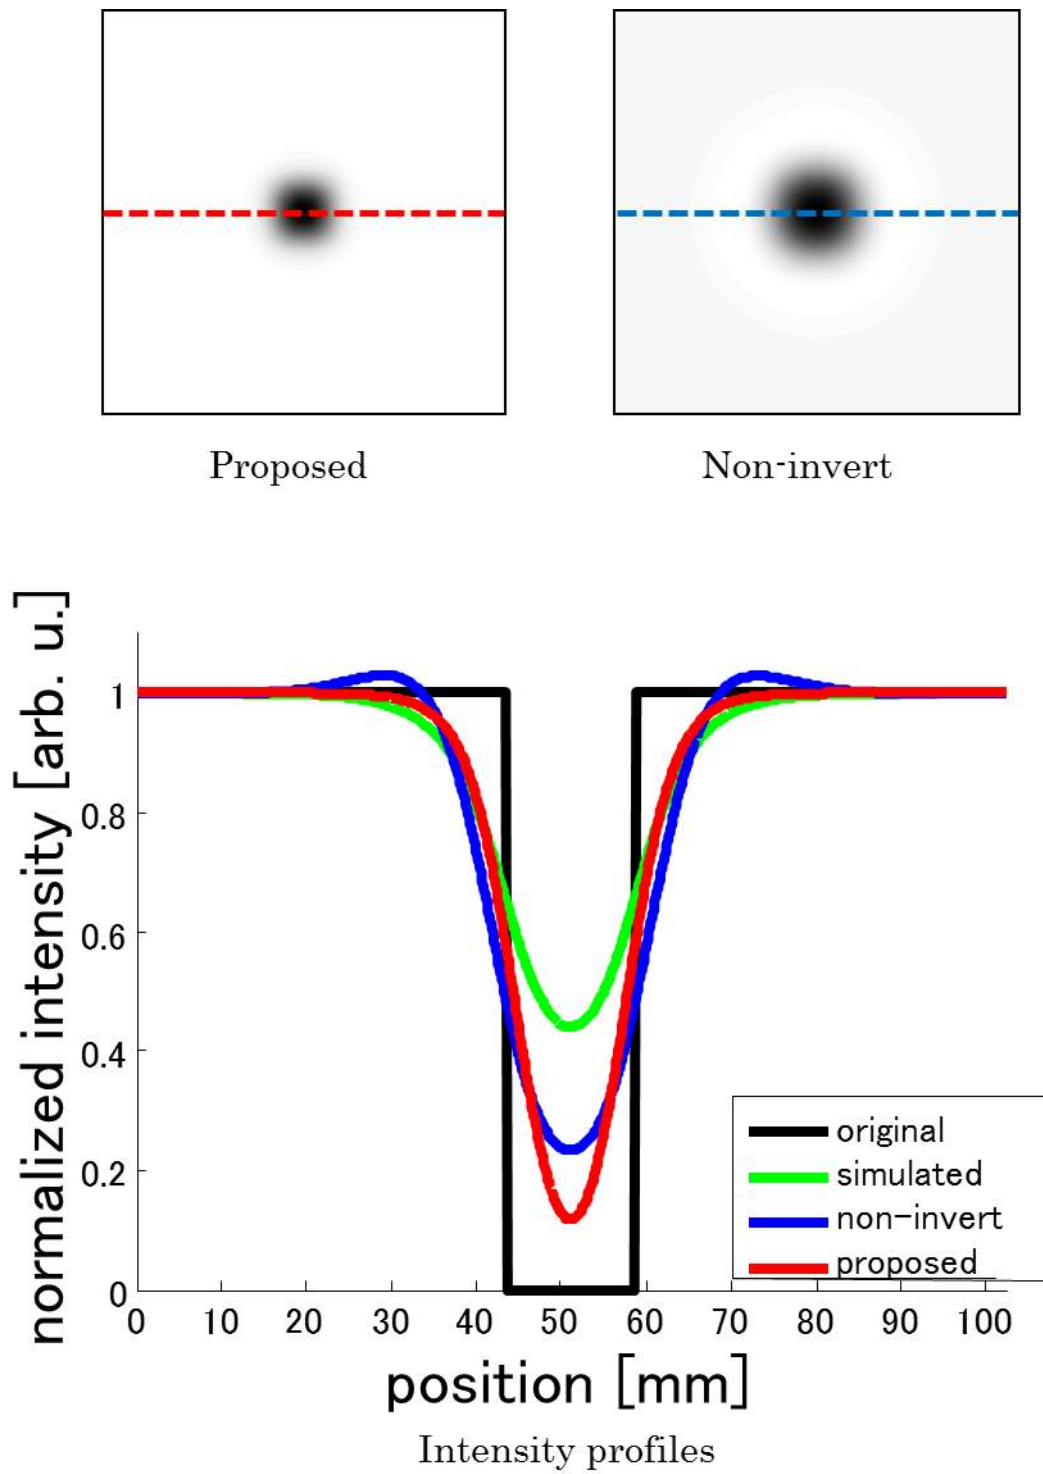 Proposed
Non-invert
normalized intensity [arb. u.]
1
0.8
0.6
0.4
0.2
0
0 10 20 30 40 50 60 70 80 90 100
position [mm]
original
simulated
non-invert
proposed
Intensity profiles